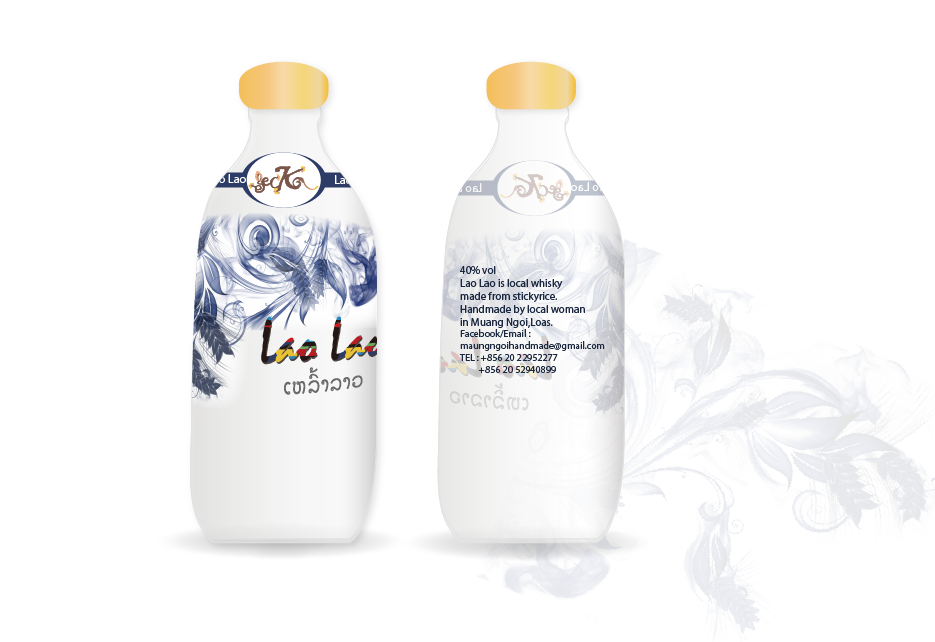 o Lao
Lao
Lao Lao
ເຫລົ້າລາວ
40% vol
Lao Lao is local whisky
made from stickyrice.
Handmade by local woman
in Muang Ngoi,Loas.
Facebook/Email :
maungngoihandmade@gmail.com
TEL : +856 20 22952277
+856 20 52940899